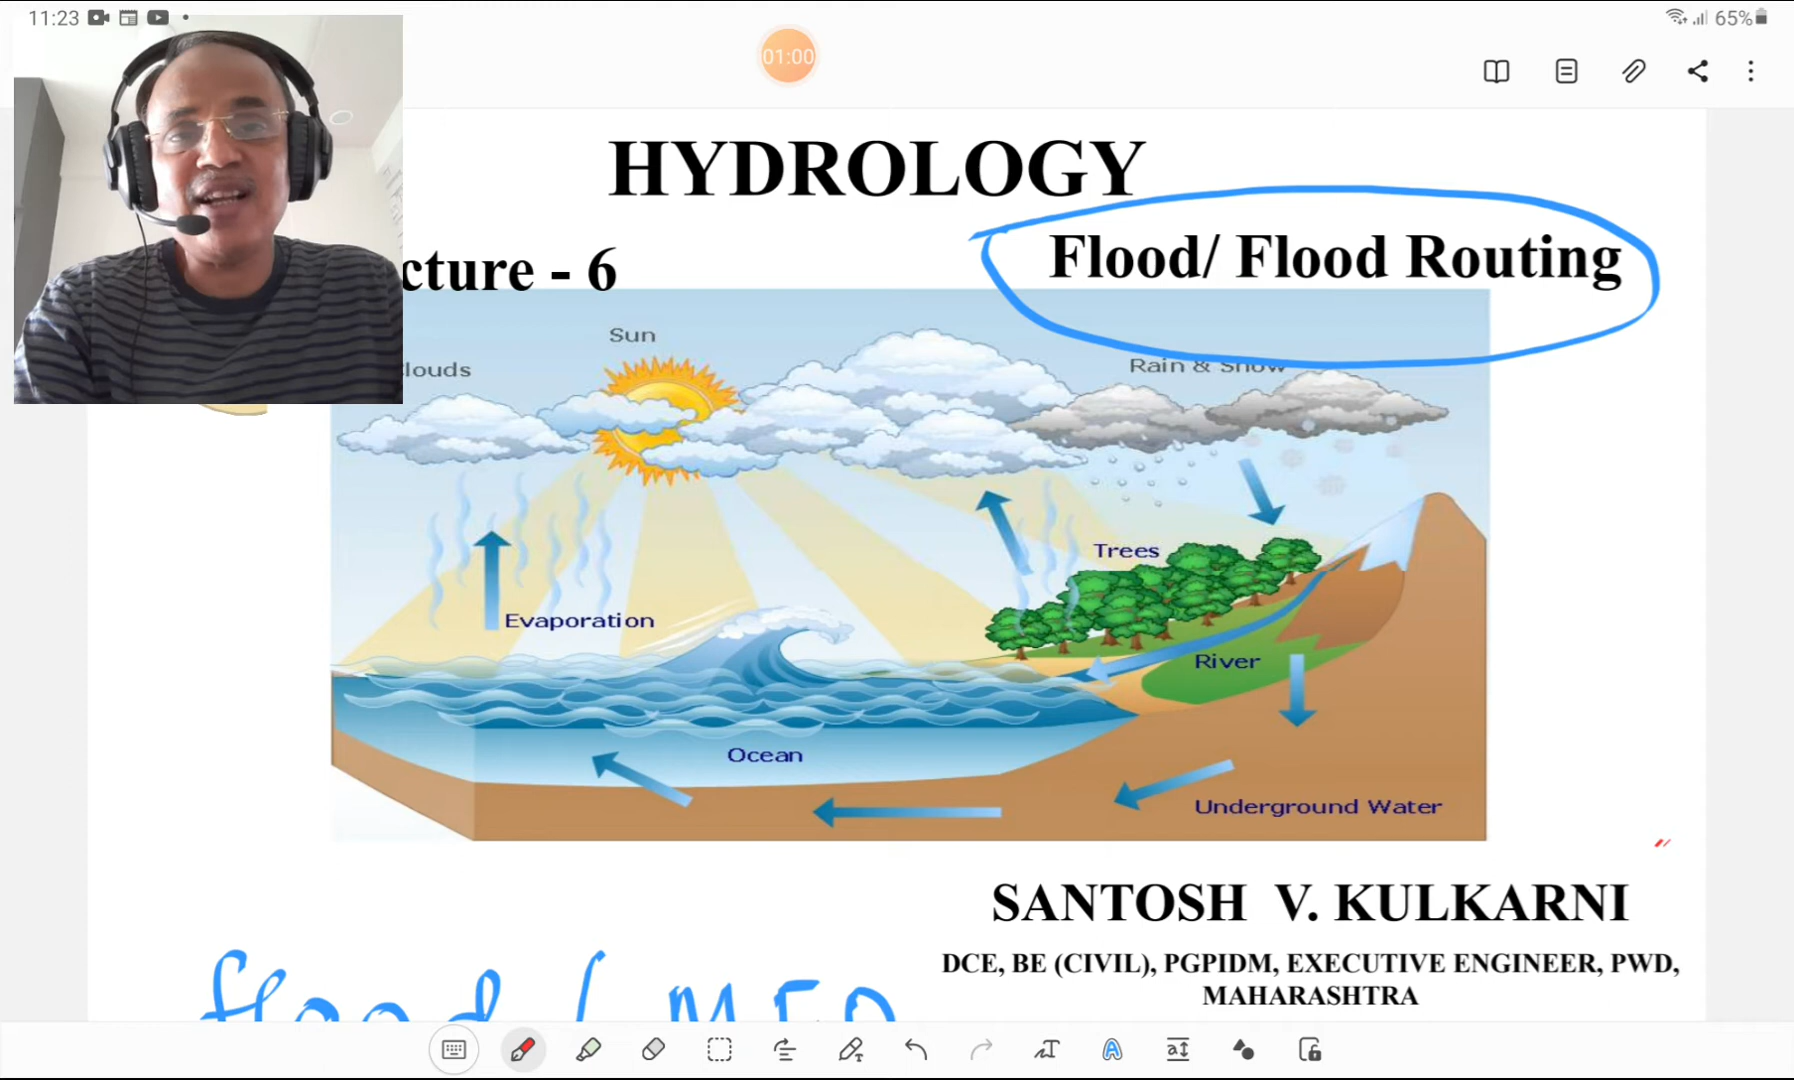 11:23
65%
01:00
HYDROLOGY
cture - 6
Flood/ Flood Routing
Sun
louds
Rain & Snow
Trees
Evaporation
River
Ocean
Underground Water
SANTOSH V. KULKARNI
DCE, BE (CIVIL), PGPIDM, EXECUTIVE ENGINEER, PWD,
MAHARASHTRA
flood /